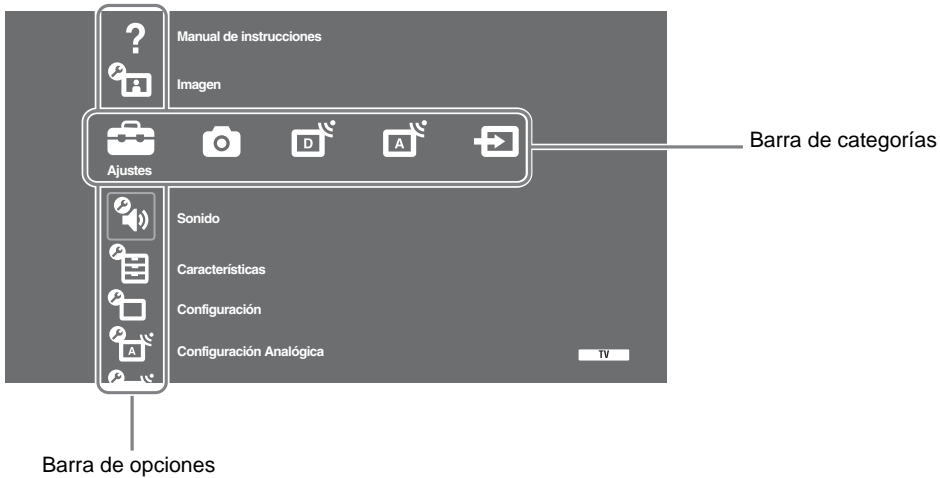 ?
Manual de instrucciones
Imagen
D
A
Ajustes
Barra de categorías
Sonido
Características
Configuración
A
Configuración Analógica
TV
Barra de opciones